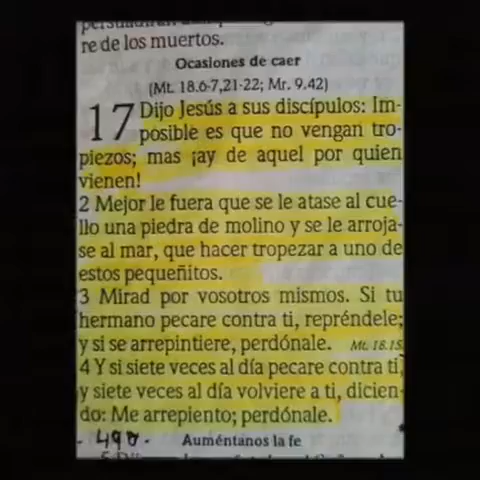 re de los muertos.
Ocasiones de caer
(Mt. 18.6-7,21-22; Mr. 9.42)
17 Dijo Jesús a sus discípulos: Im-
posible es que no vengan tro-
piezos; mas ¡ay de aquel por quien
vienen!
2 Mejor le fuera que se le atase al cue-
llo una piedra de molino y se le arroja-
se al mar, que hacer tropezar a uno de
estos pequeñitos.
3 Mirad por vosotros mismos. Si tu
hermano pecare contra ti, repréndele;
y si se arrepintiere, perdónale. Mt. 18.15
4 Y si siete veces al día pecare contra ti,
y siete veces al día volviere a ti, dicien-
do: Me arrepiento; perdónale.
- 490 - Auméntanos la fe